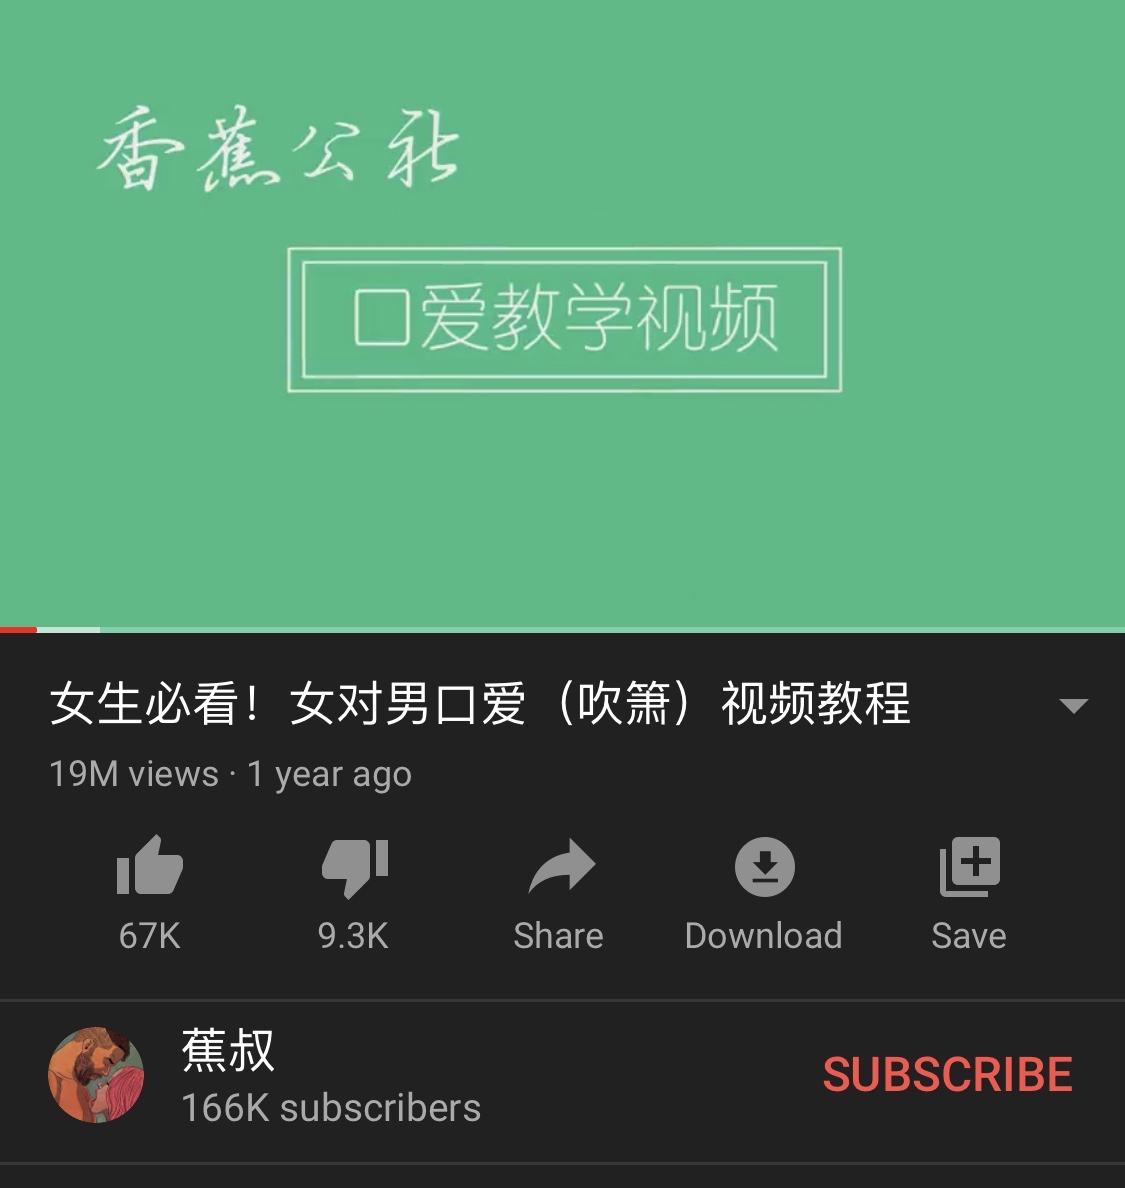 香蕉公社
口爱教学视频
女生必看！女对男口爱（吹箫）视频教程
19M views · 1 year ago
67K 9.3K Share Download Save
蕉叔
166K subscribers
SUBSCRIBE